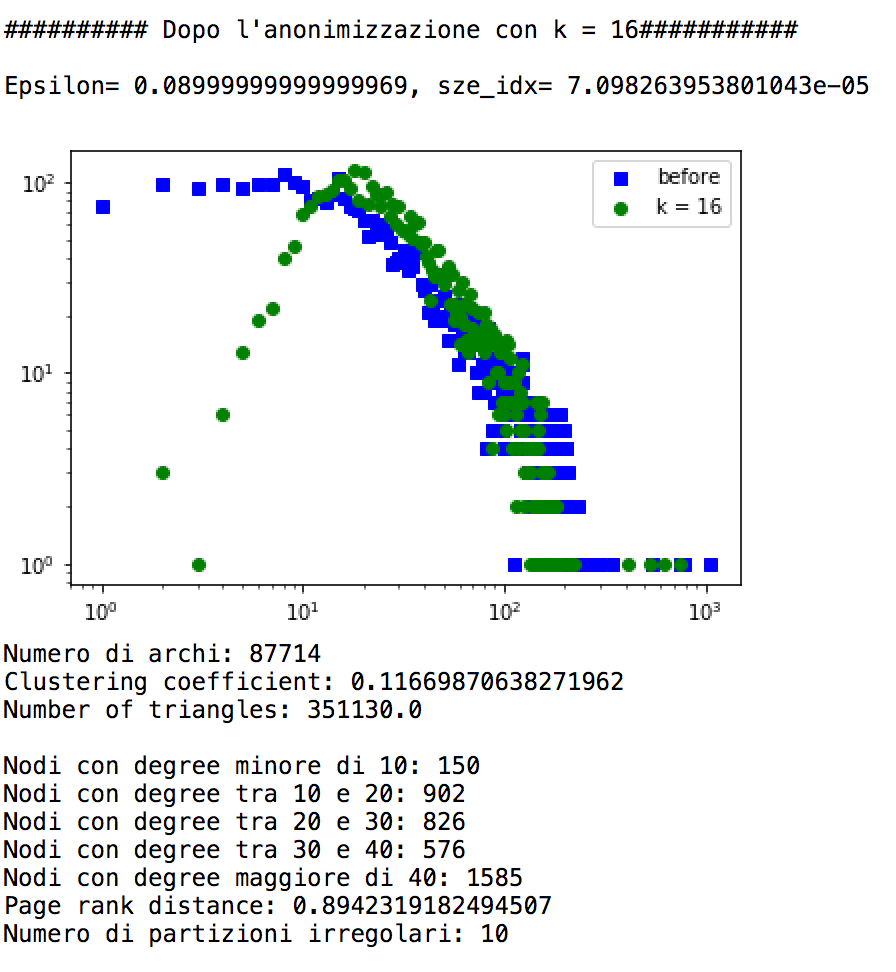 ########## Dopo l'anonimizzazione con k = 16###########
Epsilon= 0.08999999999999969, sze_idx= 7.098263953801043e-05
before
k = 16
10²
10¹
10⁰
10⁰ 10¹ 10² 10³
Numero di archi: 87714
Clustering coefficient: 0.11669870638271962
Number of triangles: 351130.0
Nodi con degree minore di 10: 150
Nodi con degree tra 10 e 20: 902
Nodi con degree tra 20 e 30: 826
Nodi con degree tra 30 e 40: 576
Nodi con degree maggiore di 40: 1585
Page rank distance: 0.8942319182494507
Numero di partizioni irregolari: 10